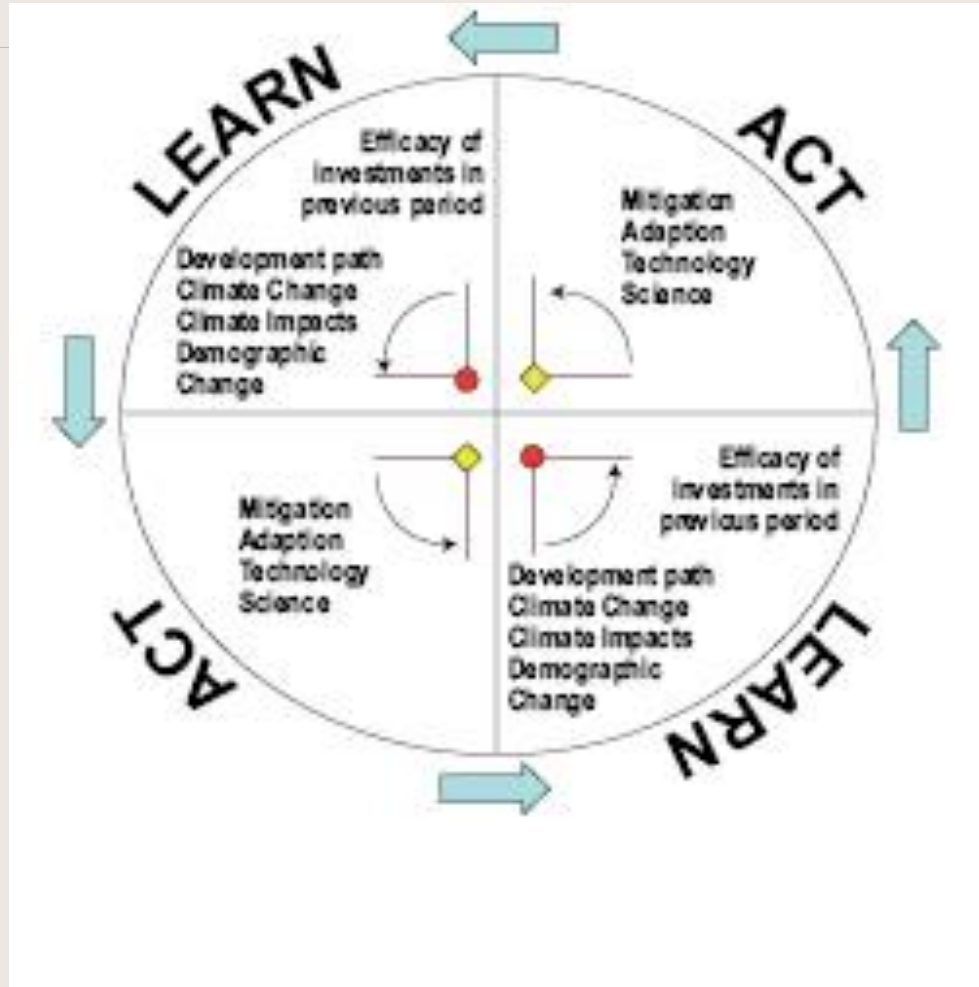 LEARN
Efficacy of
investments in
previous period
Development path
Climate Change
Climate Impacts
Demographic
Change
ACT
Mitigation
Adaption
Technology
Science
ACT
Mitigation
Adaption
Technology
Science
LEARN
Efficacy of
investments in
previous period
Development path
Climate Change
Climate Impacts
Demographic
Change